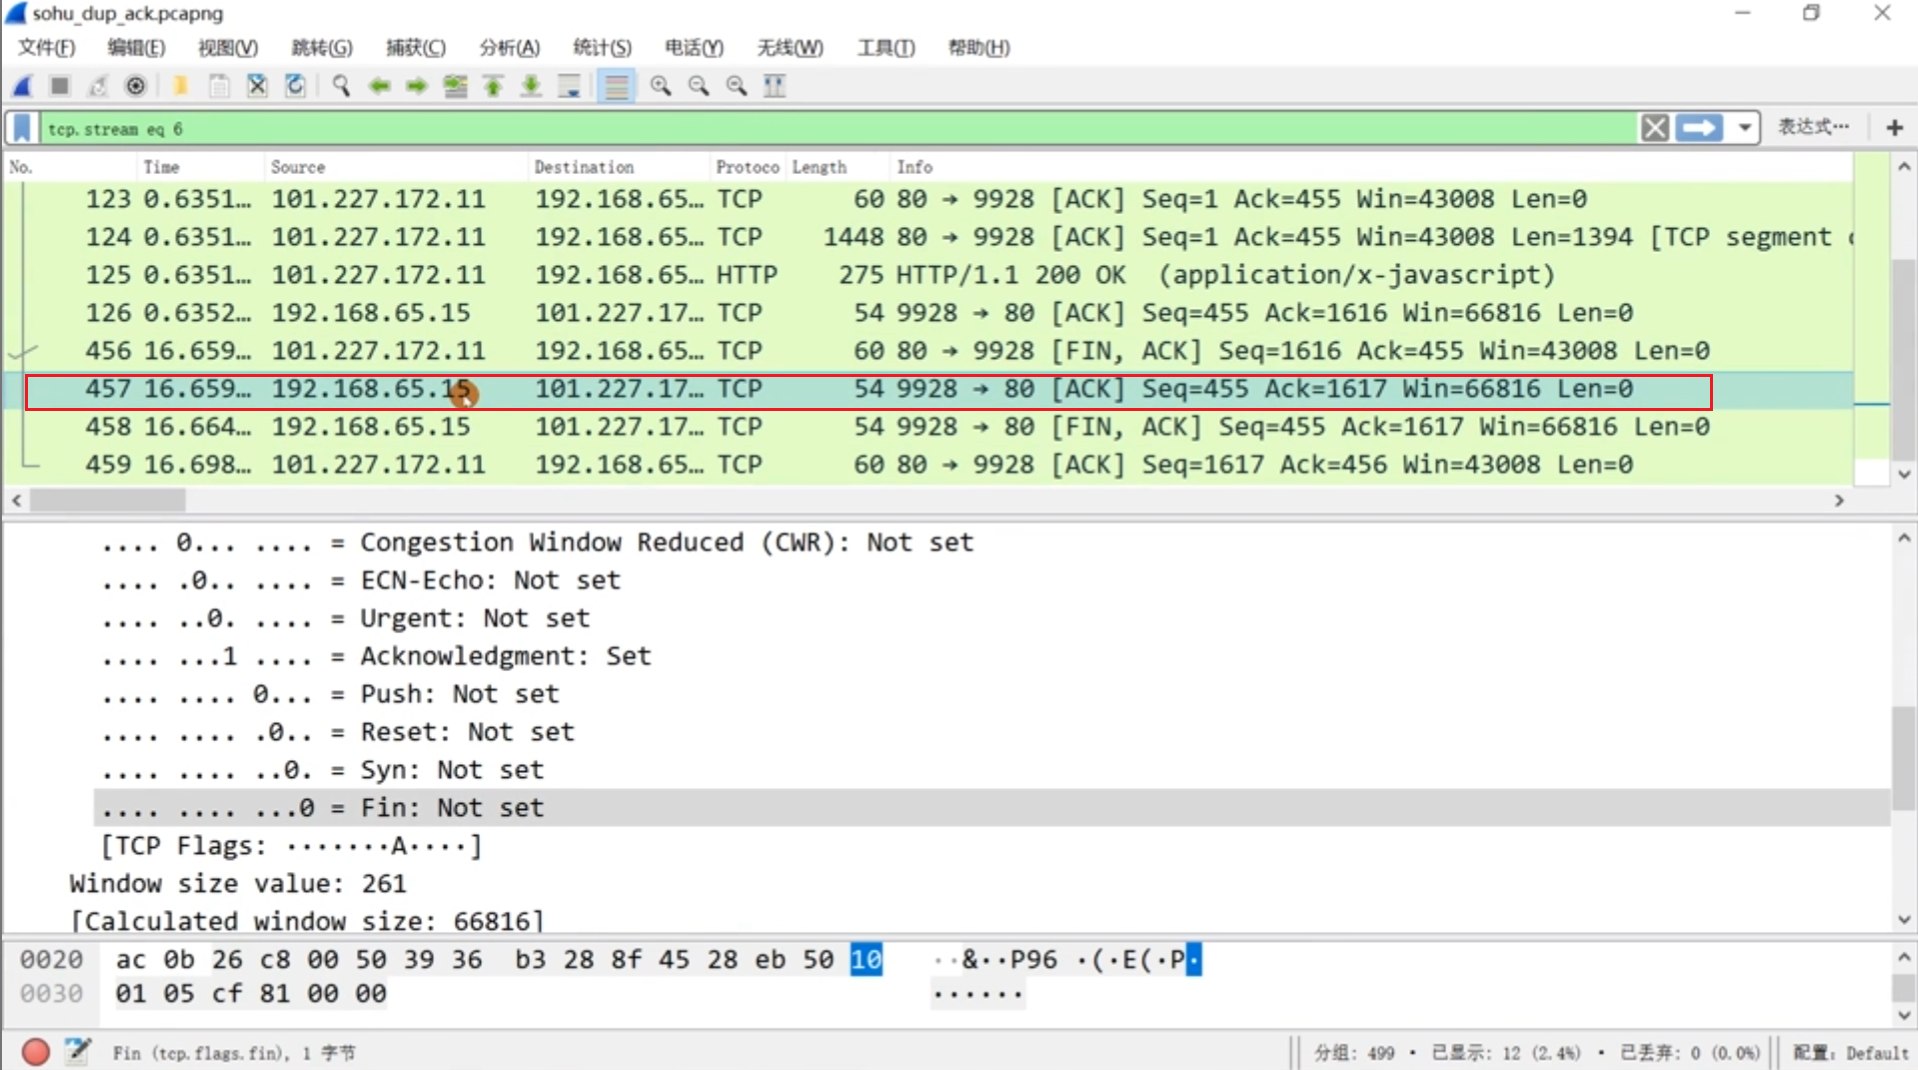 sohu_dup_ack.pcapng
文件(F) 编辑(E) 视图(V) 跳转(G) 捕获(C) 分析(A) 统计(S) 电话(Y) 无线(W) 工具(T) 帮助(H)
tcp.stream eq 6 表达式… +
No. Time Source Destination Protoco Length Info
123 0.6351… 101.227.172.11 192.168.65… TCP 60 80 → 9928 [ACK] Seq=1 Ack=455 Win=43008 Len=0
124 0.6351… 101.227.172.11 192.168.65… TCP 1448 80 → 9928 [ACK] Seq=1 Ack=455 Win=43008 Len=1394 [TCP segment
125 0.6351… 101.227.172.11 192.168.65… HTTP 275 HTTP/1.1 200 OK (application/x-javascript)
126 0.6352… 192.168.65.15 101.227.17… TCP 54 9928 → 80 [ACK] Seq=455 Ack=1616 Win=66816 Len=0
456 16.659… 101.227.172.11 192.168.65… TCP 60 80 → 9928 [FIN, ACK] Seq=1616 Ack=455 Win=43008 Len=0
457 16.659… 192.168.65.15 101.227.17… TCP 54 9928 → 80 [ACK] Seq=455 Ack=1617 Win=66816 Len=0
458 16.664… 192.168.65.15 101.227.17… TCP 54 9928 → 80 [FIN, ACK] Seq=455 Ack=1617 Win=66816 Len=0
459 16.698… 101.227.172.11 192.168.65… TCP 60 80 → 9928 [ACK] Seq=1617 Ack=456 Win=43008 Len=0
.... 0... .... = Congestion Window Reduced (CWR): Not set
.... .0.. .... = ECN-Echo: Not set
.... ..0. .... = Urgent: Not set
.... ...1 .... = Acknowledgment: Set
.... .... 0... = Push: Not set
.... .... .0.. = Reset: Not set
.... .... ..0. = Syn: Not set
.... .... ...0 = Fin: Not set
[TCP Flags: ·······A····]
Window size value: 261
[Calculated window size: 66816]
0020 ac 0b 26 c8 00 50 39 36 b3 28 8f 45 28 eb 50 10 ··&··P96 ·(·E(·P·
0030 01 05 cf 81 00 00 ······
Fin (tcp.flags.fin), 1 字节 分组: 499 · 已显示: 12 (2.4%) · 已丢弃: 0 (0.0%) 配置: Default